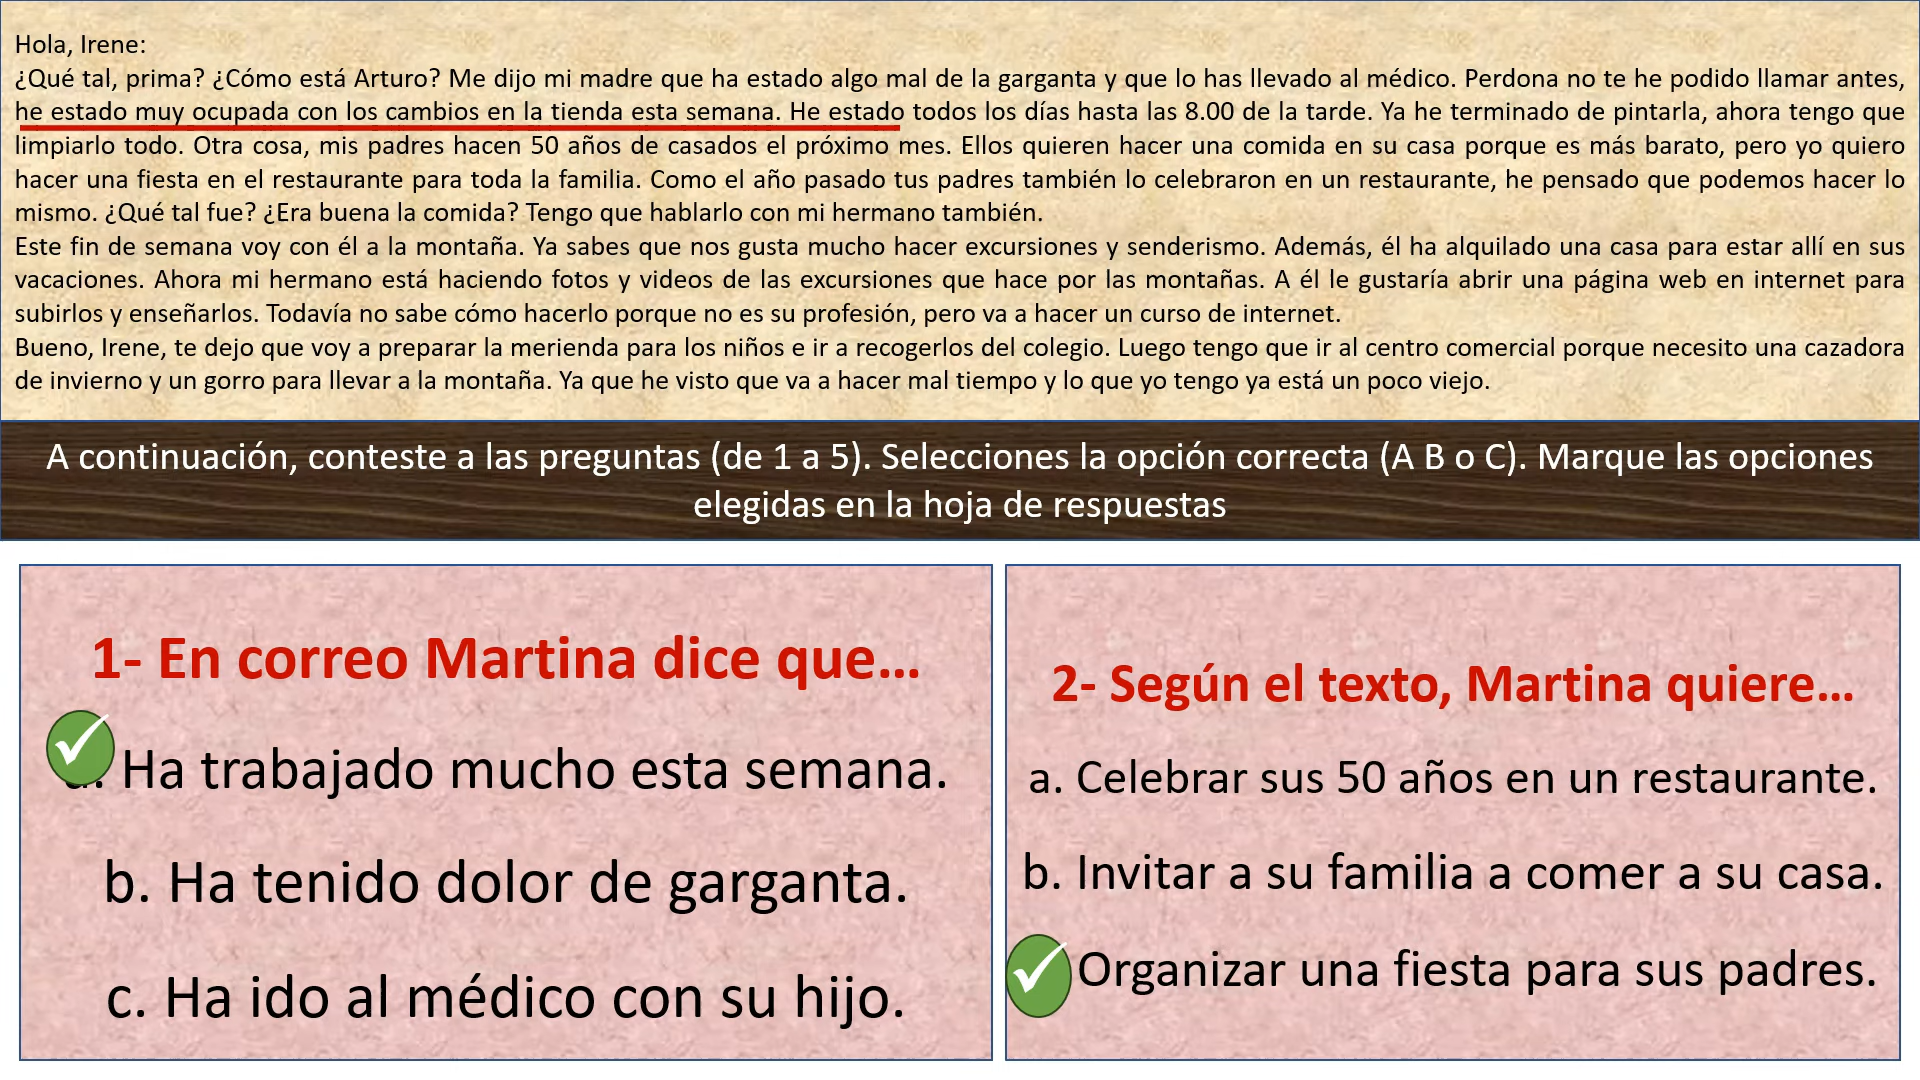 Hola, Irene:
¿Qué tal, prima? ¿Cómo está Arturo? Me dijo mi madre que ha estado algo mal de la garganta y que lo has llevado al médico. Perdona no te he podido llamar antes,
he estado muy ocupada con los cambios en la tienda esta semana. He estado todos los días hasta las 8.00 de la tarde. Ya he terminado de pintarla, ahora tengo que
limpiarlo todo. Otra cosa, mis padres hacen 50 años de casados el próximo mes. Ellos quieren hacer una comida en su casa porque es más barato, pero yo quiero
hacer una fiesta en el restaurante para toda la familia. Como el año pasado tus padres también lo celebraron en un restaurante, he pensado que podemos hacer lo
mismo. ¿Qué tal fue? ¿Era buena la comida? Tengo que hablarlo con mi hermano también.
Este fin de semana voy con él a la montaña. Ya sabes que nos gusta mucho hacer excursiones y senderismo. Además, él ha alquilado una casa para estar allí en sus
vacaciones. Ahora mi hermano está haciendo fotos y videos de las excursiones que hace por las montañas. A él le gustaría abrir una página web en internet para
subirlos y enseñarlos. Todavía no sabe cómo hacerlo porque no es su profesión, pero va a hacer un curso de internet.
Bueno, Irene, te dejo que voy a preparar la merienda para los niños e ir a recogerlos del colegio. Luego tengo que ir al centro comercial porque necesito una cazadora
de invierno y un gorro para llevar a la montaña. Ya que he visto que va a hacer mal tiempo y lo que yo tengo ya está un poco viejo.
A continuación, conteste a las preguntas (de 1 a 5). Selecciones la opción correcta (A B o C). Marque las opciones
elegidas en la hoja de respuestas
1- En correo Martina dice que...
Ha trabajado mucho esta semana.
b. Ha tenido dolor de garganta.
c. Ha ido al médico con su hijo.
2- Según el texto, Martina quiere...
a. Celebrar sus 50 años en un restaurante.
b. Invitar a su familia a comer a su casa.
Organizar una fiesta para sus padres.